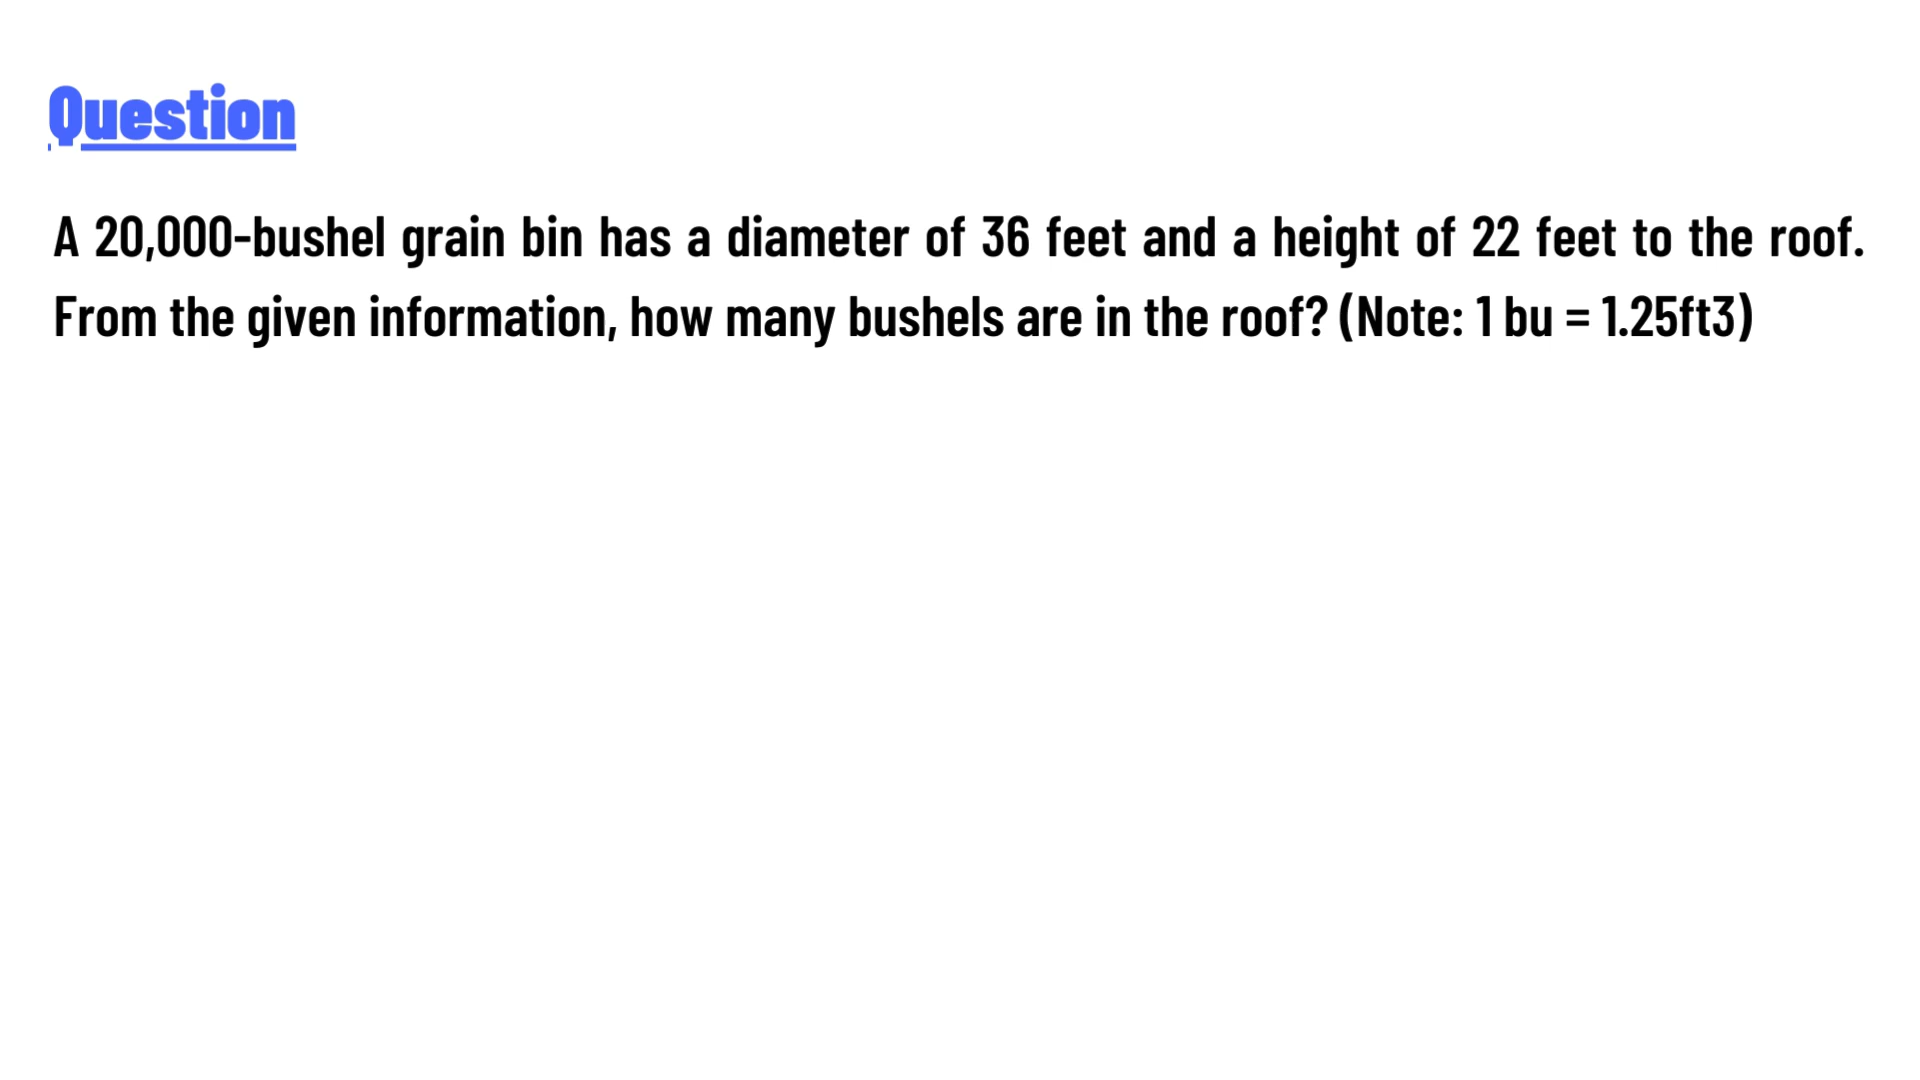 Question
A 20,000-bushel grain bin has a diameter of 36 feet and a height of 22 feet to the roof.
From the given information, how many bushels are in the roof? (Note: 1 bu = 1.25ft3)